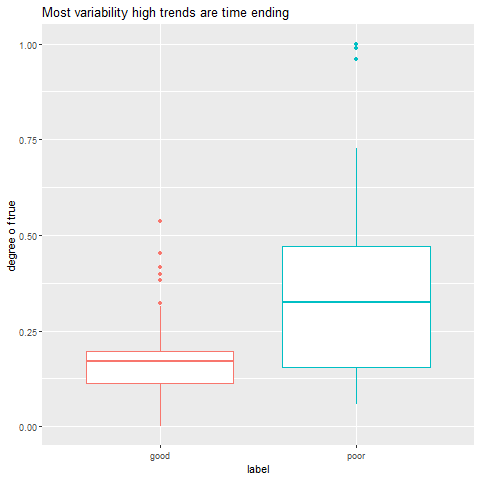 Most variability high trends are time ending
1.00
0.75
0.50
0.25
0.00
degree o ftrue
good
poor
label